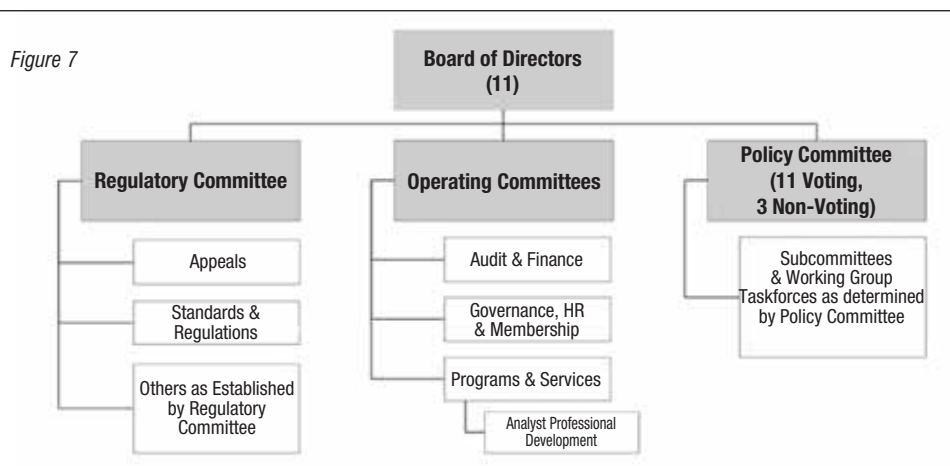 Figure 7
Board of Directors
(11)
Regulatory Committee
Appeals
Standards &
Regulations
Others as Established
by Regulatory
Committee
Operating Committees
Audit & Finance
Governance, HR
& Membership
Programs & Services
Analyst Professional
Development
Policy Committee
(11 Voting,
3 Non-Voting)
Subcommittees
& Working Group
Taskforces as determined
by Policy Committee